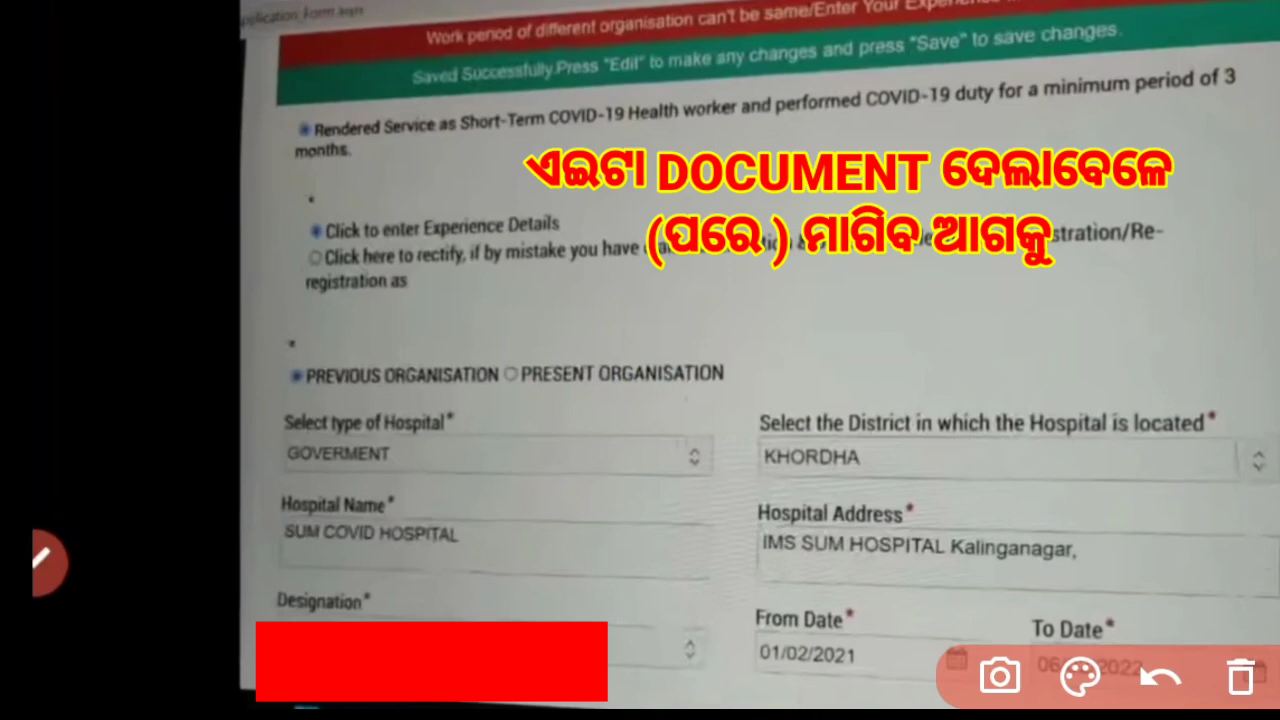 pplication_Form.aspx
Work period of different organisation can't be same/Enter Your
Saved Successfully.Press "Edit" to make any changes and press "Save" to save changes.
Rendered Service as Short-Term COVID-19 Health worker and performed COVID-19 duty for a minimum period of 3
months.
ଏଇଟା DOCUMENT ଦେଲାବେଳେ
(ପରେ ) ମାଗିବ ଆଗକୁ
*
Click to enter Experience Details
Click here to rectify, if by mistake you have stration/Re-
registration as
*
PREVIOUS ORGANISATION PRESENT ORGANISATION
Select type of Hospital* Select the District in which the Hospital is located*
GOVERMENT KHORDHA
Hospital Name* Hospital Address*
SUM COVID HOSPITAL IMS SUM HOSPITAL Kalinganagar,
Designation* From Date* To Date*
01/02/2021 2022